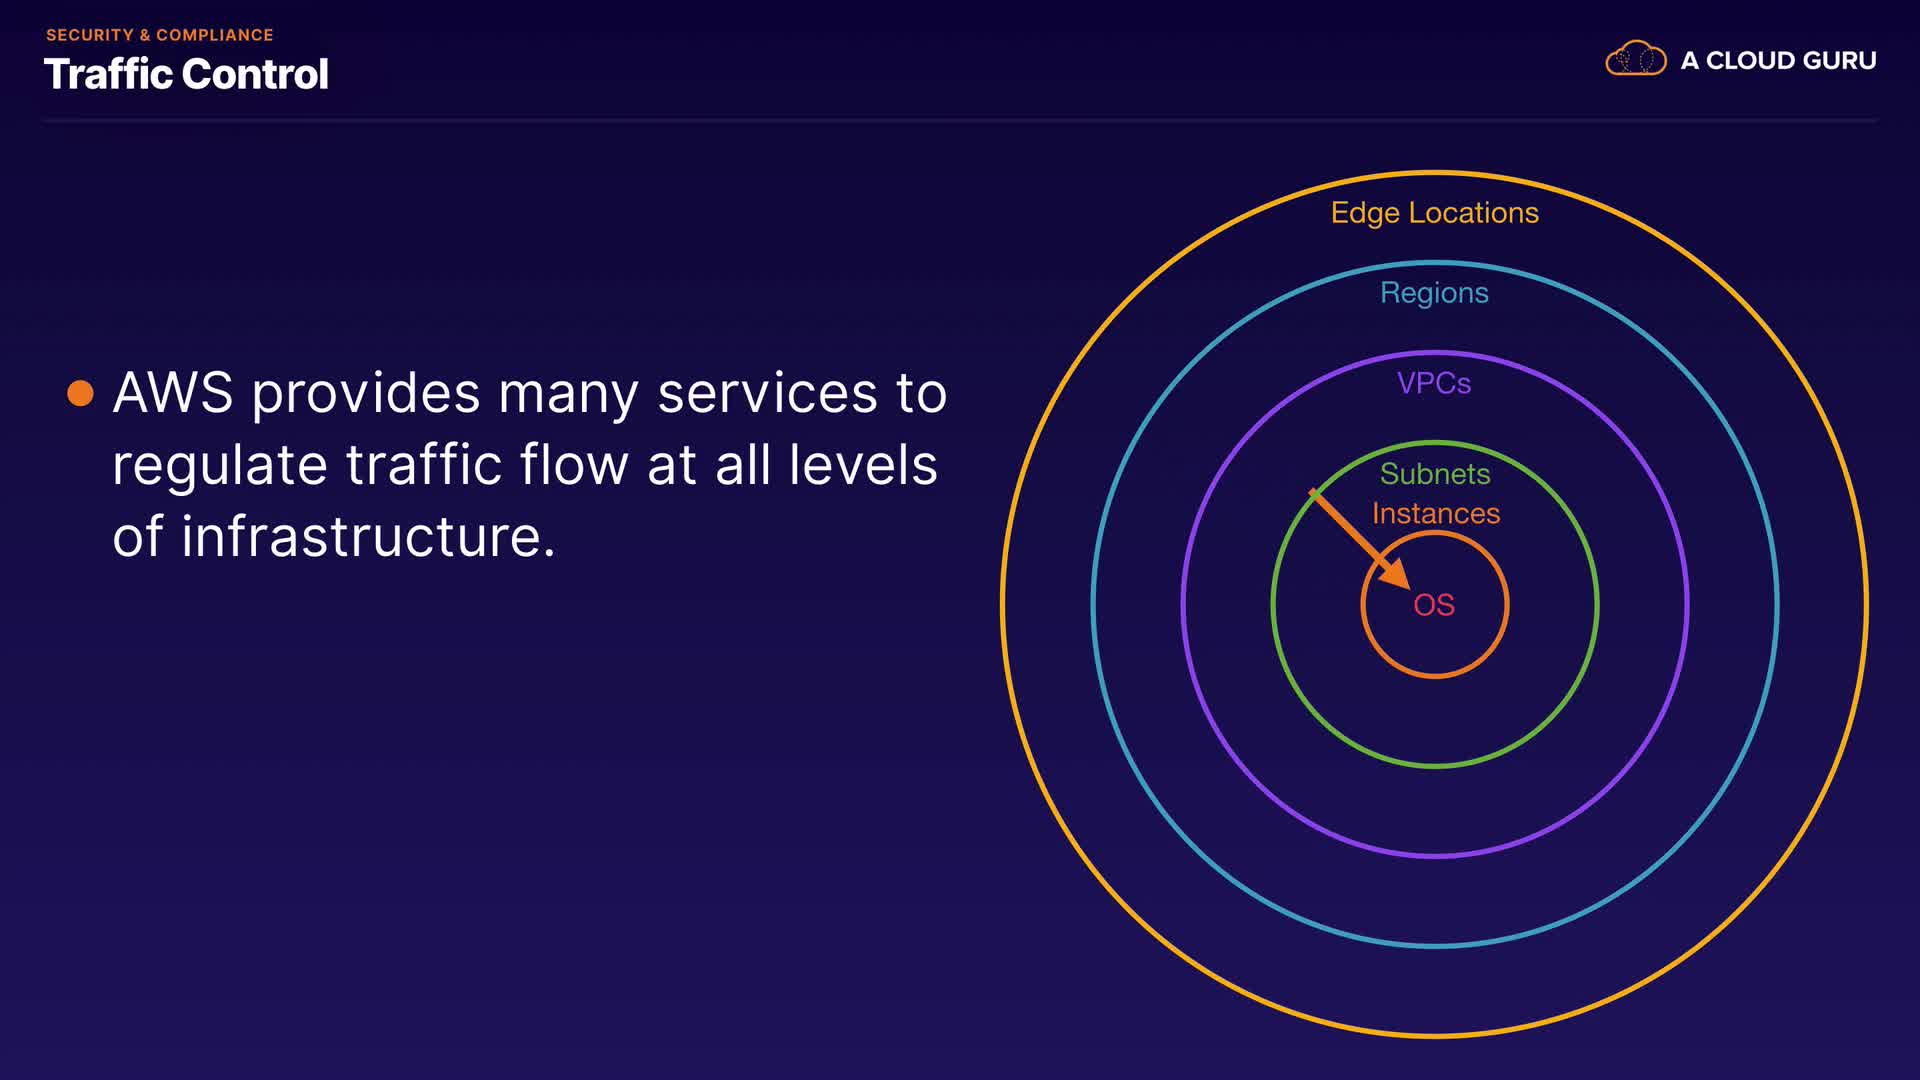 SECURITY & COMPLIANCE
Traffic Control
A CLOUD GURU
AWS provides many services to
regulate traffic flow at all levels
of infrastructure.
Edge Locations
Regions
VPCs
Subnets
Instances
OS